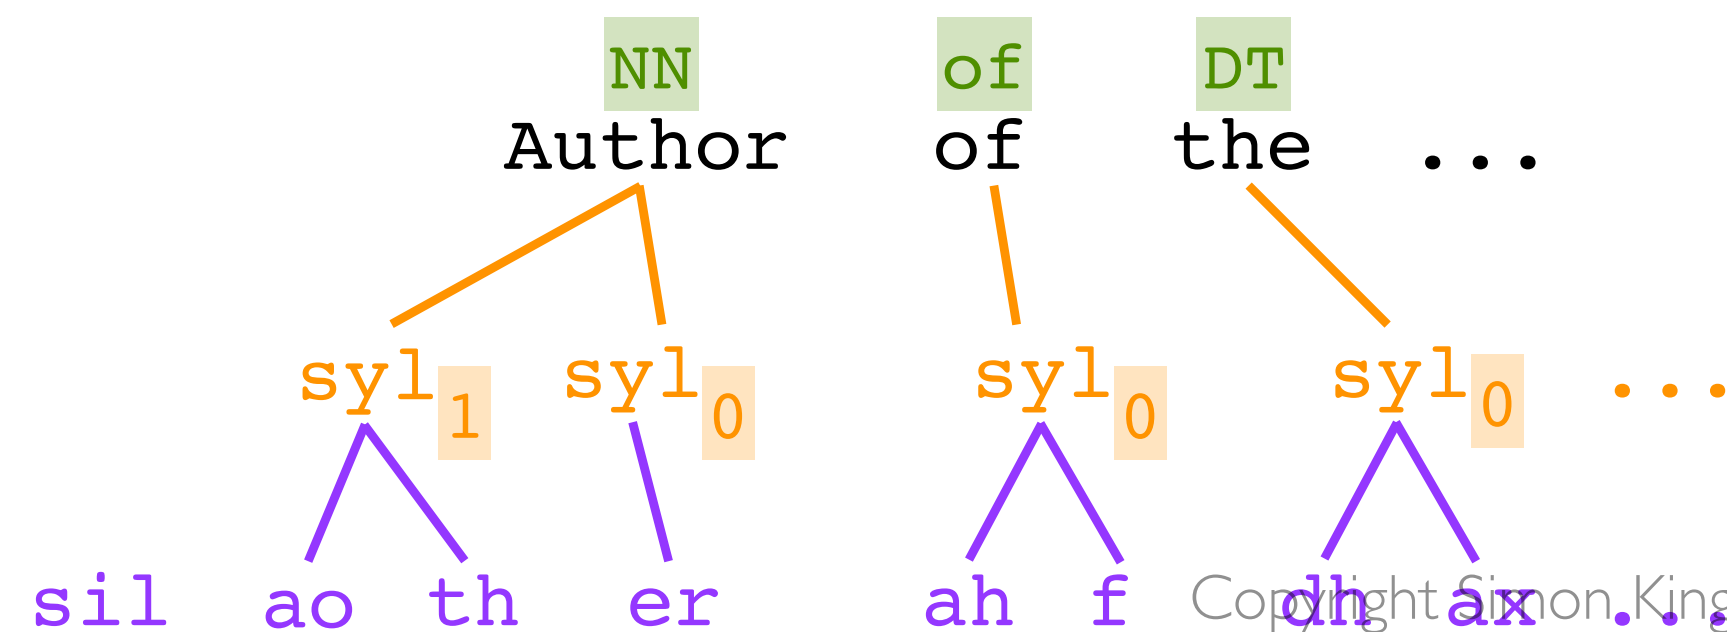 NN of DT
Author of the ...
syl1 syl0 syl0 syl0 ...
sil ao th er ah f dh ax ...
Copyright Simon King